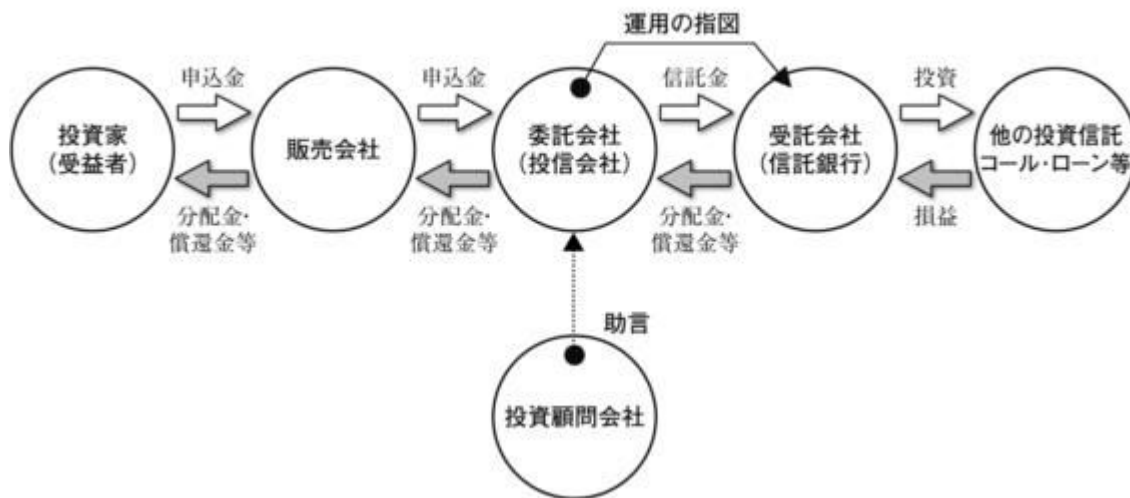 運用の指図
申込金
申込金
信託金
投資
投資家
(受益者)
販売会社
委託会社
(投信会社)
受託会社
(信託銀行)
他の投資信託
コール・ローン等
分配金・
償還金等
分配金・
償還金等
分配金・
償還金等
損益
助言
投資顧問会社